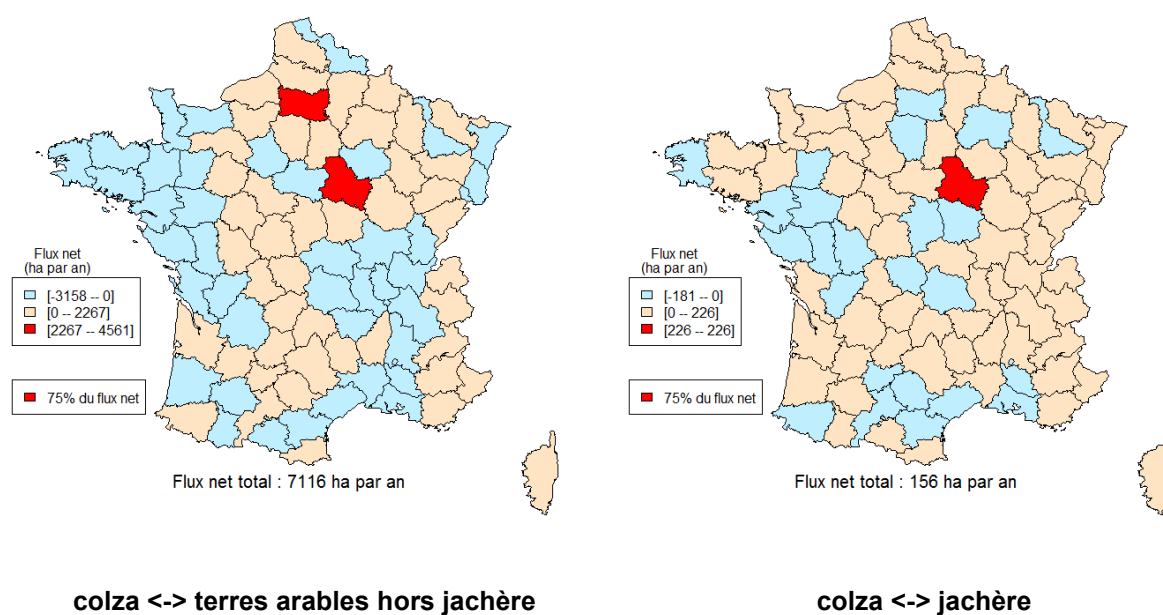 Flux net
(ha par an)
[-3158 -- 0]
[0 -- 2267]
[2267 -- 4561]
75% du flux net
Flux net total : 7116 ha par an
colza <-> terres arables hors jachère
Flux net
(ha par an)
[-181 -- 0]
[0 -- 226]
[226 -- 226]
75% du flux net
Flux net total : 156 ha par an
colza <-> jachère